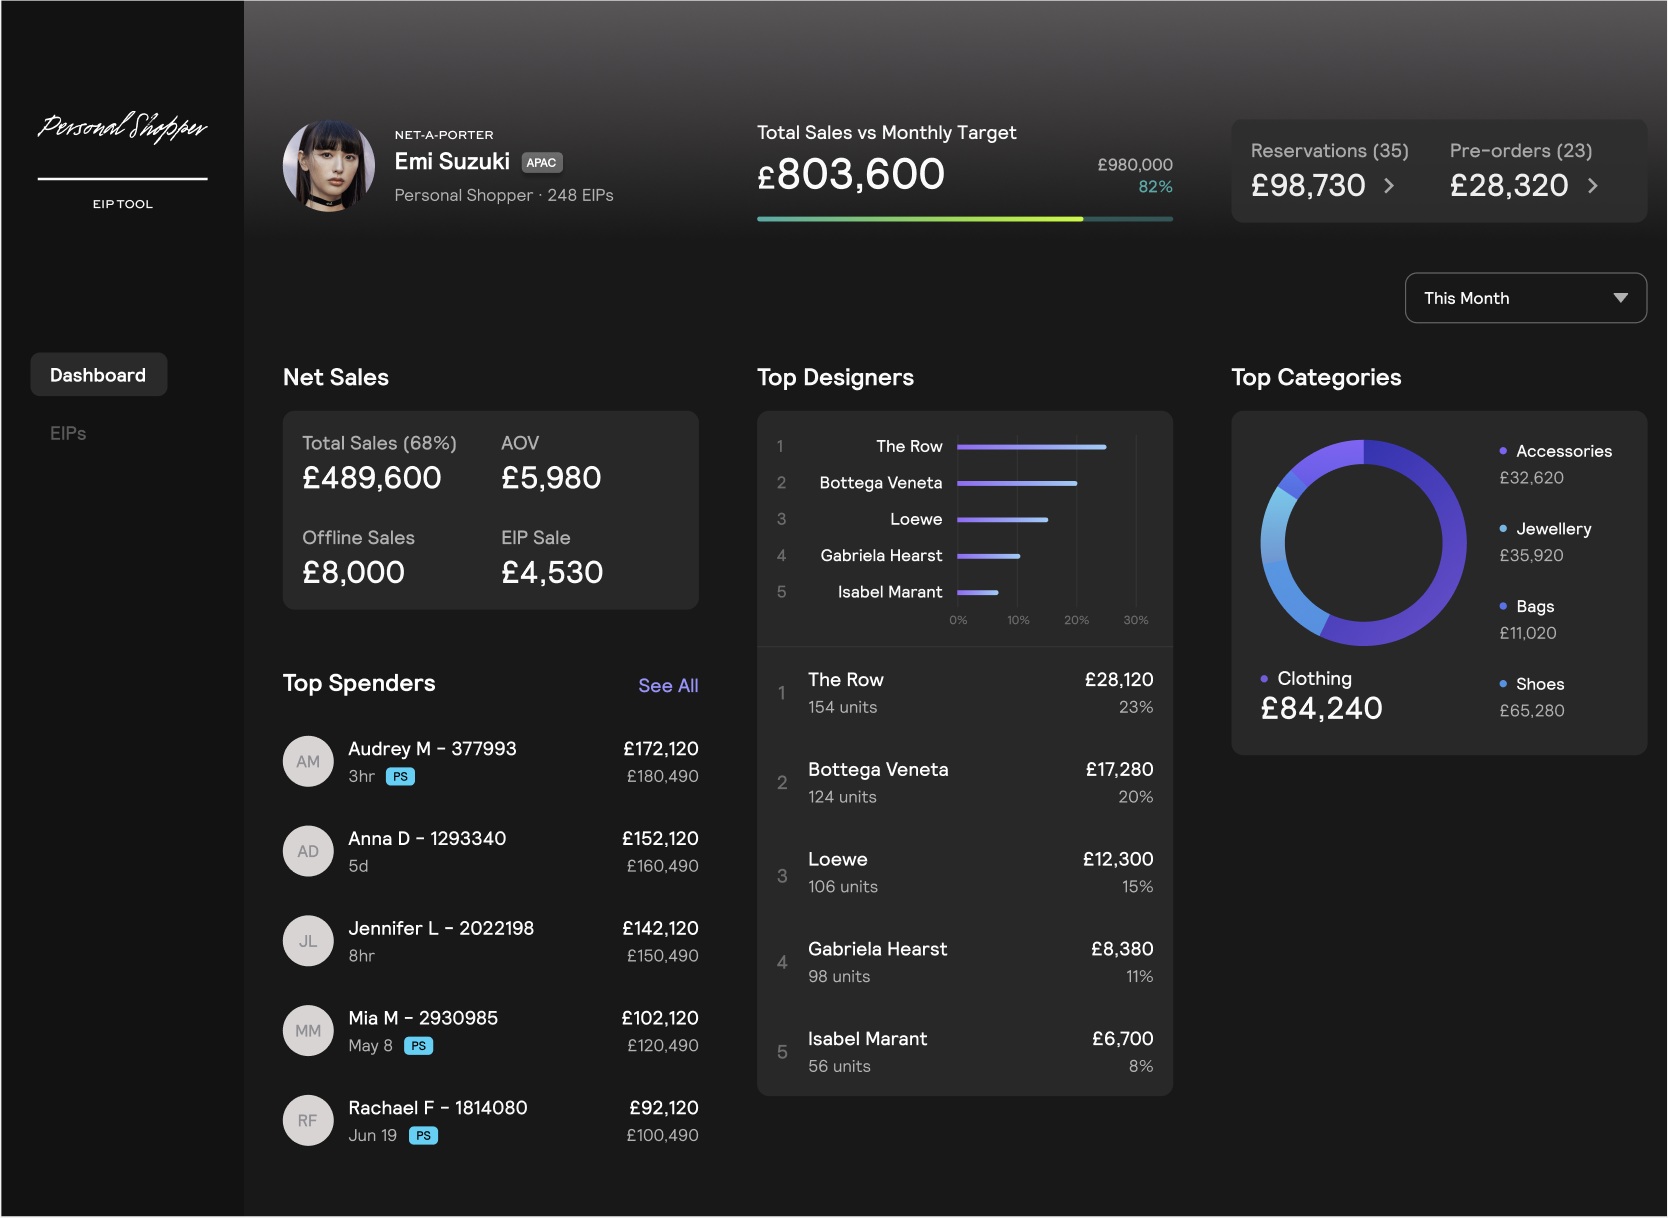 Personal Shopper
EIP TOOL
Dashboard
EIPs
NET-A-PORTER
Emi Suzuki APAC
Personal Shopper · 248 EIPs
Total Sales vs Monthly Target
£803,600
£980,000
82%
Reservations (35)
£98,730
Pre-orders (23)
£28,320
This Month
Net Sales
Total Sales (68%)
£489,600
AOV
£5,980
Offline Sales
£8,000
EIP Sale
£4,530
Top Spenders
See All
AM
Audrey M - 377993
£172,120
3hr PS
£180,490
AD
Anna D - 1293340
£152,120
5d
£160,490
JL
Jennifer L - 2022198
£142,120
8hr
£150,490
MM
Mia M - 2930985
£102,120
May 8 PS
£120,490
RF
Rachael F - 1814080
£92,120
Jun 19 PS
£100,490
Top Designers
1 The Row
2 Bottega Veneta
3 Loewe
4 Gabriela Hearst
5 Isabel Marant
0% 10% 20% 30%
1
The Row
£28,120
154 units
23%
2
Bottega Veneta
£17,280
124 units
20%
3
Loewe
£12,300
106 units
15%
4
Gabriela Hearst
£8,380
98 units
11%
5
Isabel Marant
£6,700
56 units
8%
Top Categories
Accessories
£32,620
Jewellery
£35,920
Bags
£11,020
Shoes
£65,280
Clothing
£84,240